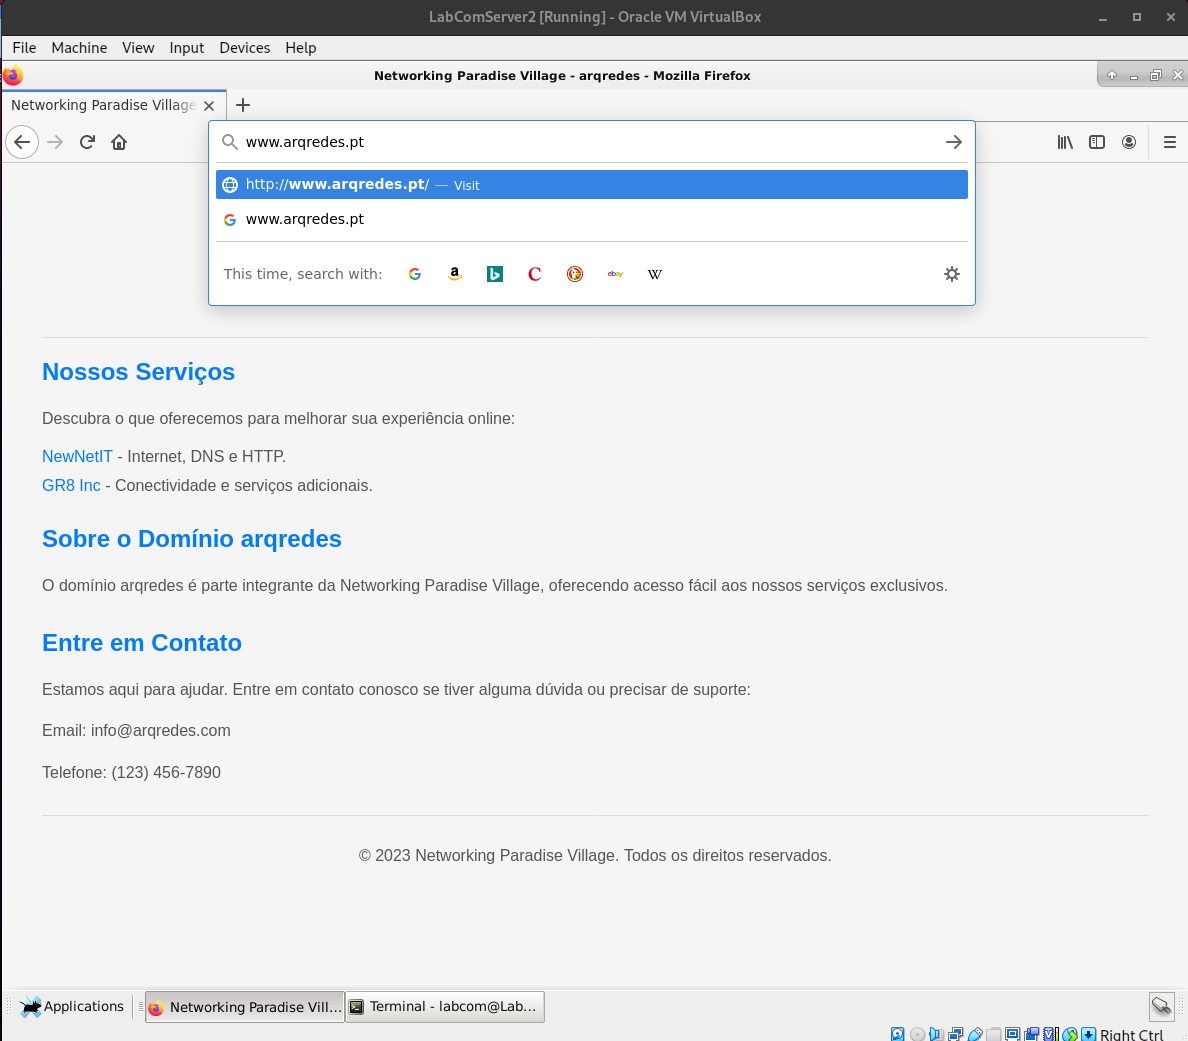 LabComServer2 [Running] - Oracle VM VirtualBox
File Machine View Input Devices Help
Networking Paradise Village - arqredes - Mozilla Firefox
Networking Paradise Village
www.arqredes.pt
http://www.arqredes.pt/ — Visit
www.arqredes.pt
This time, search with: ebay W
Nossos Serviços
Descubra o que oferecemos para melhorar sua experiência online:
NewNetIT - Internet, DNS e HTTP.
GR8 Inc - Conectividade e serviços adicionais.
Sobre o Domínio arqredes
O domínio arqredes é parte integrante da Networking Paradise Village, oferecendo acesso fácil aos nossos serviços exclusivos.
Entre em Contato
Estamos aqui para ajudar. Entre em contato conosco se tiver alguma dúvida ou precisar de suporte:
Email: info@arqredes.com
Telefone: (123) 456-7890
© 2023 Networking Paradise Village. Todos os direitos reservados.
Applications Networking Paradise Vill... Terminal - labcom@Lab...
Right Ctrl